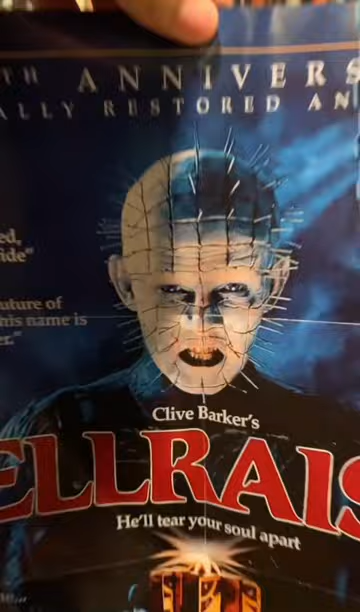 TH ANNIVERS
ALLY RESTORED AN
ed,
ide"
uture of
his name is
er."
Clive Barker's
ELLRAIS
He'll tear your soul apart